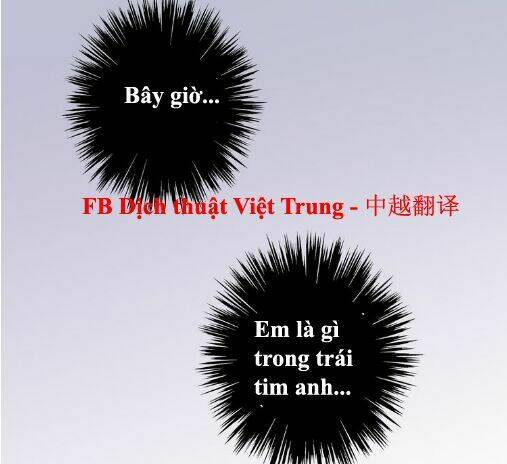 Bây giờ...
FB Dịch thuật Việt Trung - 中越翻译
Em là gì
trong trái
tim anh...